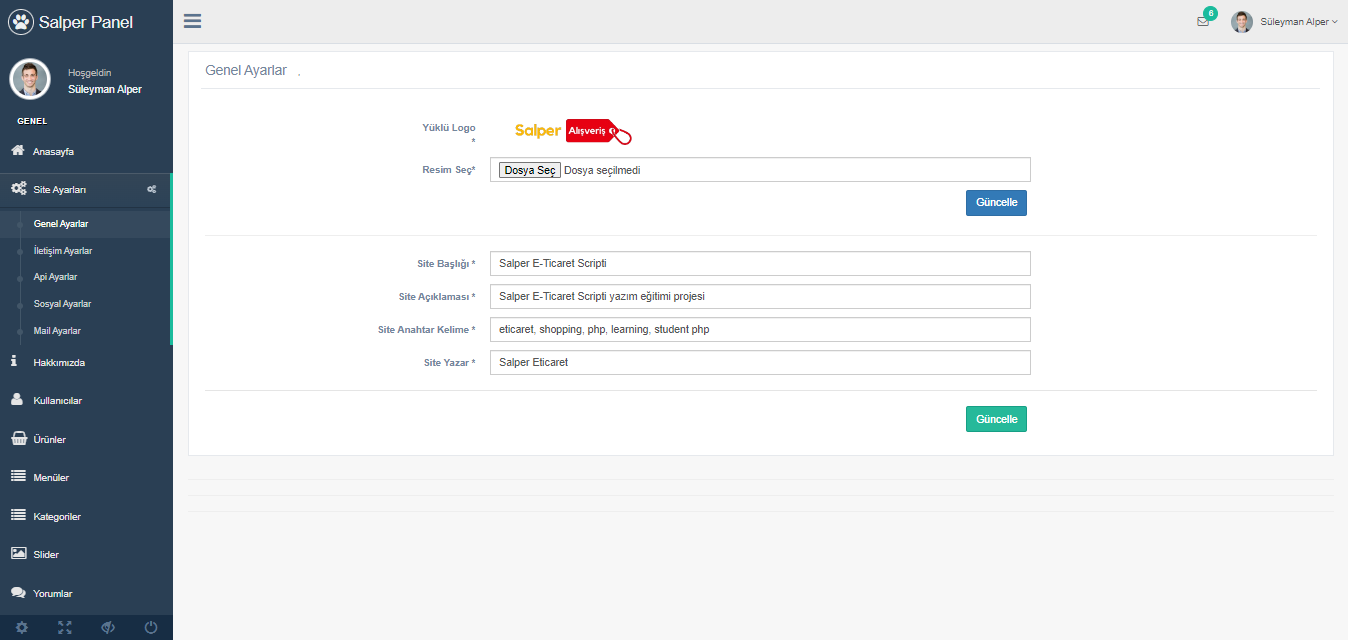 Salper Panel
6
Süleyman Alper
Hoşgeldin
Süleyman Alper
GENEL
Anasayfa
Site Ayarları
Genel Ayarlar
İletişim Ayarlar
Api Ayarlar
Sosyal Ayarlar
Mail Ayarlar
Hakkımızda
Kullanıcılar
Ürünler
Menüler
Kategoriler
Slider
Yorumlar
Genel Ayarlar .
Yüklü Logo
*
Salper Alışveriş
Resim Seç*
Dosya Seç Dosya seçilmedi
Güncelle
Site Başlığı * Salper E-Ticaret Scripti
Site Açıklaması * Salper E-Ticaret Scripti yazım eğitimi projesi
Site Anahtar Kelime * eticaret, shopping, php, learning, student php
Site Yazar * Salper Eticaret
Güncelle